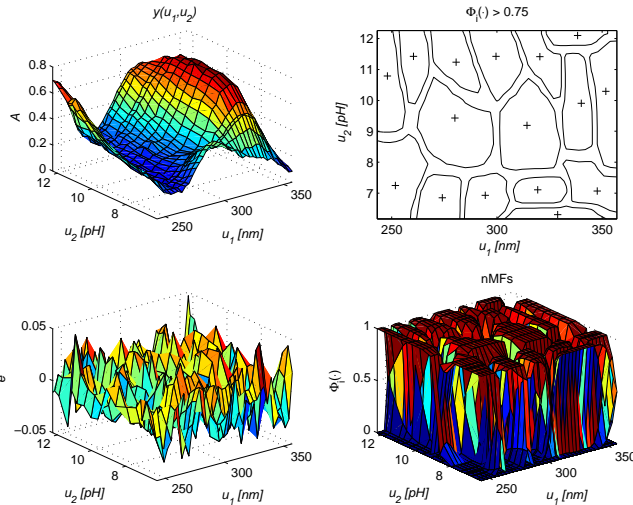 y(u1,u2)
0.8
0.6
0.4
0.2
0
A
12
10
8
u2 [pH]
250
300
350
u1 [nm]
Φi(·) > 0.75
12
11
10
9
8
7
u2 [pH]
250
300
350
u1 [nm]
0.05
0
−0.05
e
12
10
8
u2 [pH]
250
300
350
u1 [nm]
nMFs
1
0.5
0
Φi(·)
12
10
8
u2 [pH]
250
300
350
u1 [nm]